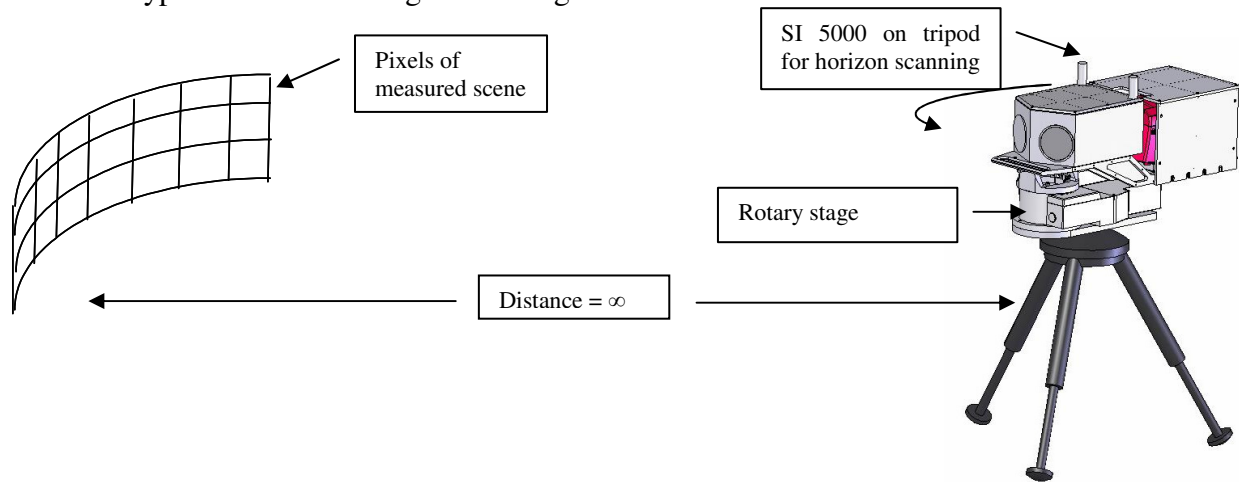 Pixels of
measured scene
SI 5000 on tripod
for horizon scanning
Rotary stage
Distance = ∞